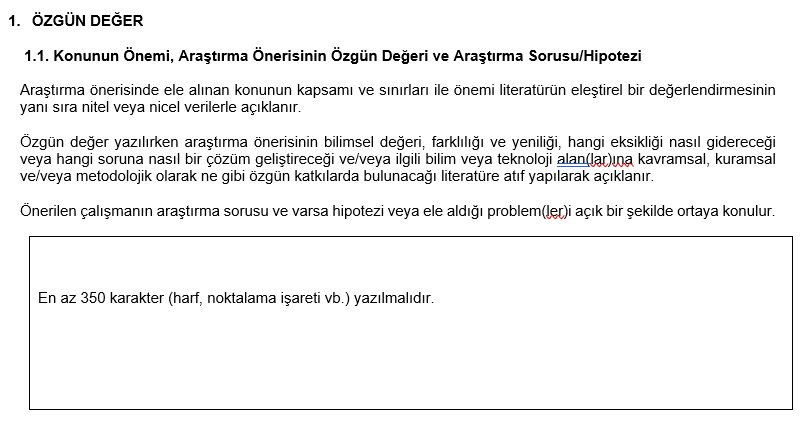 1. ÖZGÜN DEĞER
1.1. Konunun Önemi, Araştırma Önerisinin Özgün Değeri ve Araştırma Sorusu/Hipotezi
Araştırma önerisinde ele alınan konunun kapsamı ve sınırları ile önemi literatürün eleştirel bir değerlendirmesinin
yanı sıra nitel veya nicel verilerle açıklanır.
Özgün değer yazılırken araştırma önerisinin bilimsel değeri, farklılığı ve yeniliği, hangi eksikliği nasıl gidereceği
veya hangi soruna nasıl bir çözüm geliştireceği ve/veya ilgili bilim veya teknoloji alan(lar)ına kavramsal, kuramsal
ve/veya metodolojik olarak ne gibi özgün katkılarda bulunacağı literatüre atıf yapılarak açıklanır.
Önerilen çalışmanın araştırma sorusu ve varsa hipotezi veya ele aldığı problem(ler)i açık bir şekilde ortaya konulur.
En az 350 karakter (harf, noktalama işareti vb.) yazılmalıdır.